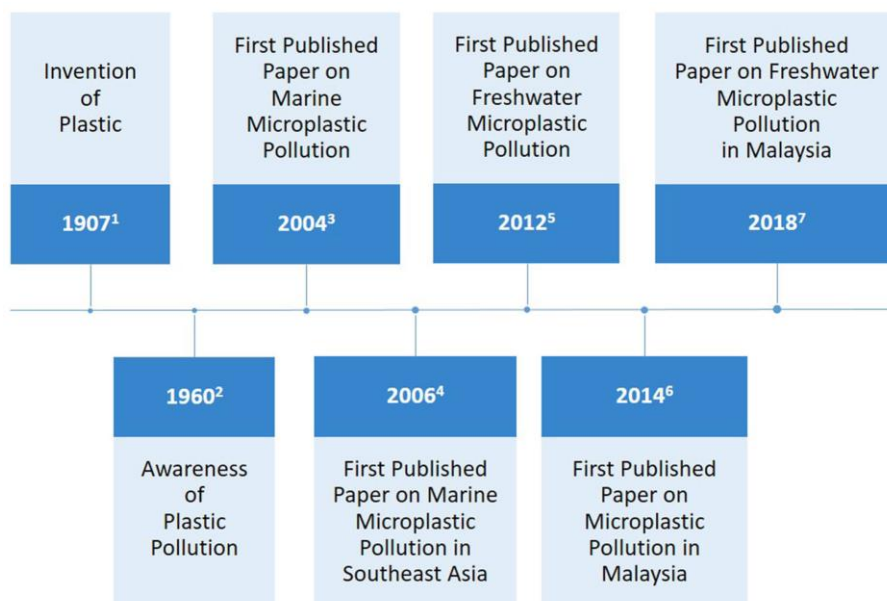 Invention
of
Plastic
1907¹
First Published
Paper on
Marine
Microplastic
Pollution
2004³
First Published
Paper on
Freshwater
Microplastic
Pollution
2012⁵
First Published
Paper on Freshwater
Microplastic
Pollution
in Malaysia
2018⁷
1960²
Awareness
of
Plastic
Pollution
2006⁴
First Published
Paper on Marine
Microplastic
Pollution in
Southeast Asia
2014⁶
First Published
Paper on
Microplastic
Pollution in
Malaysia